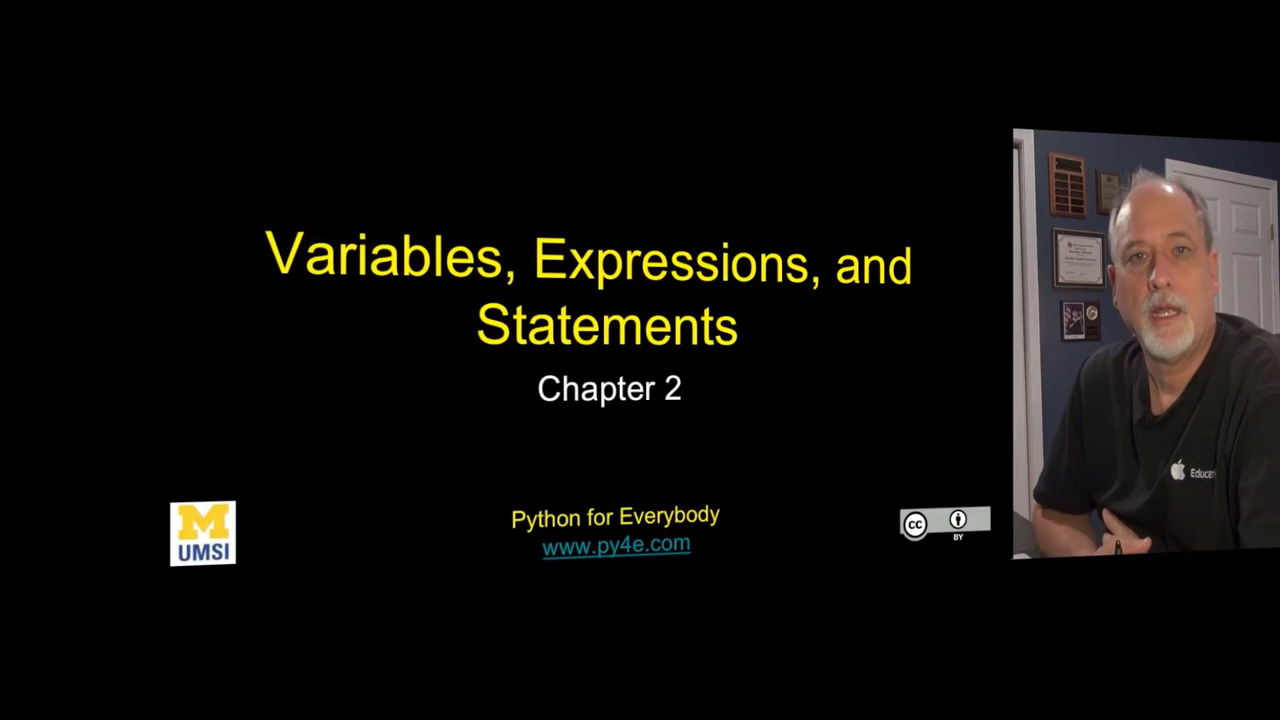 Variables, Expressions, and
Statements
Chapter 2
UMSI
Python for Everybody
www.py4e.com
cc
BY